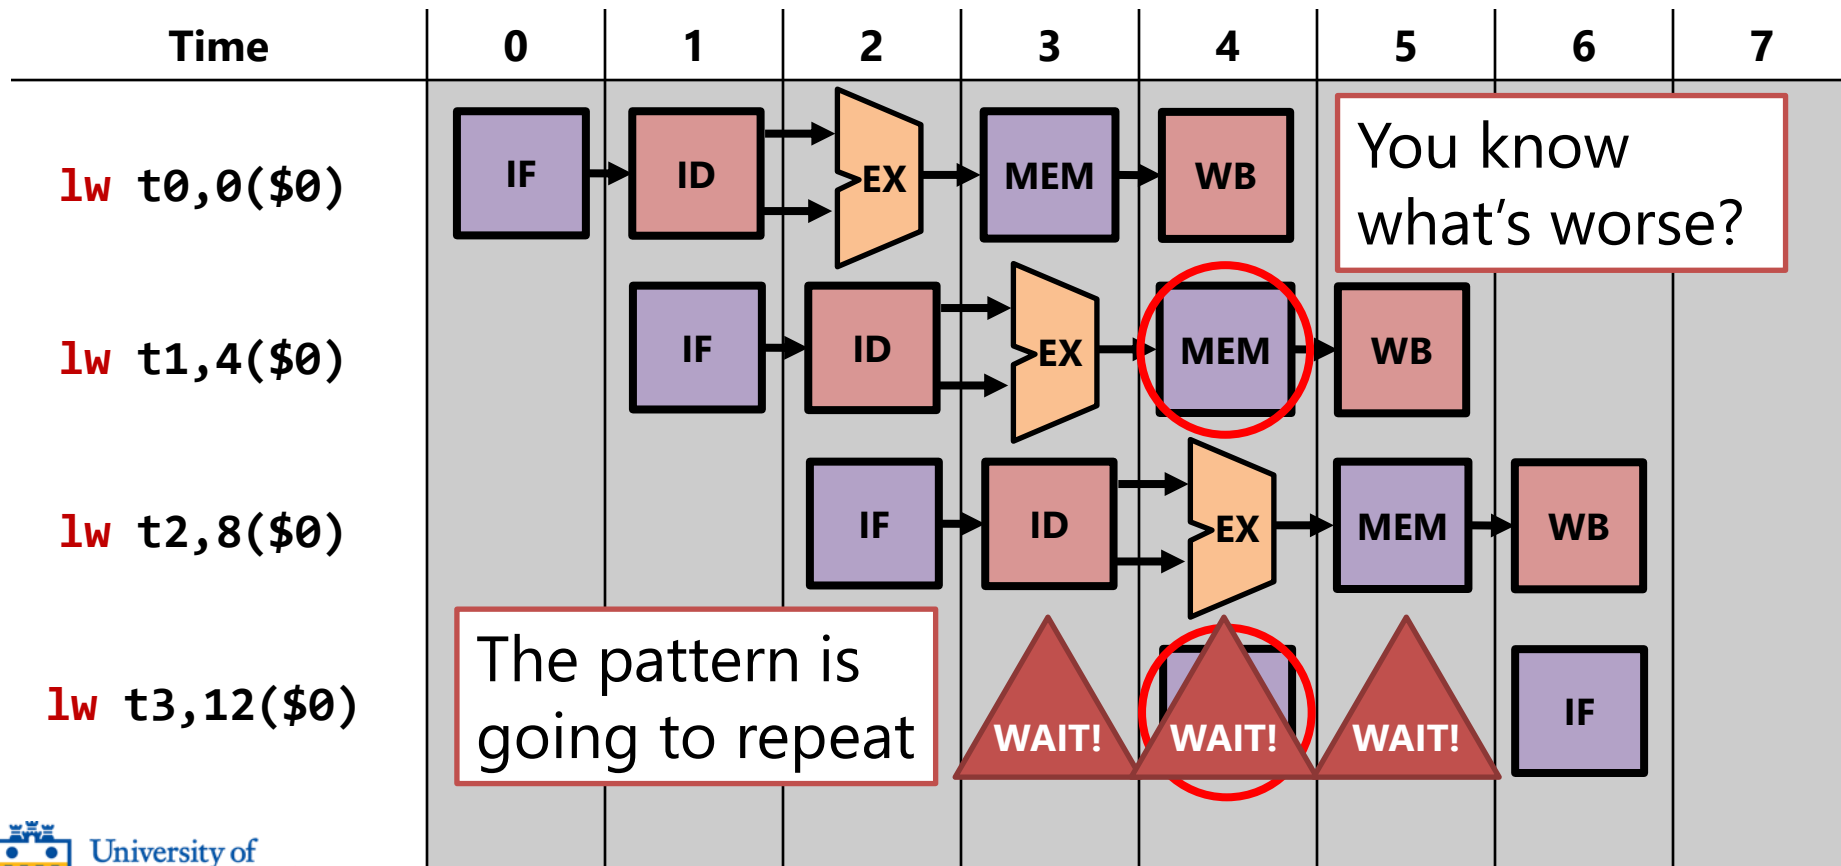 Time 0 1 2 3 4 5 6 7
lw t0,0($0) IF ID EX MEM WB
You know
what's worse?
lw t1,4($0) IF ID EX MEM WB
lw t2,8($0) IF ID EX MEM WB
The pattern is
going to repeat
lw t3,12($0) WAIT! WAIT! WAIT! IF
University of